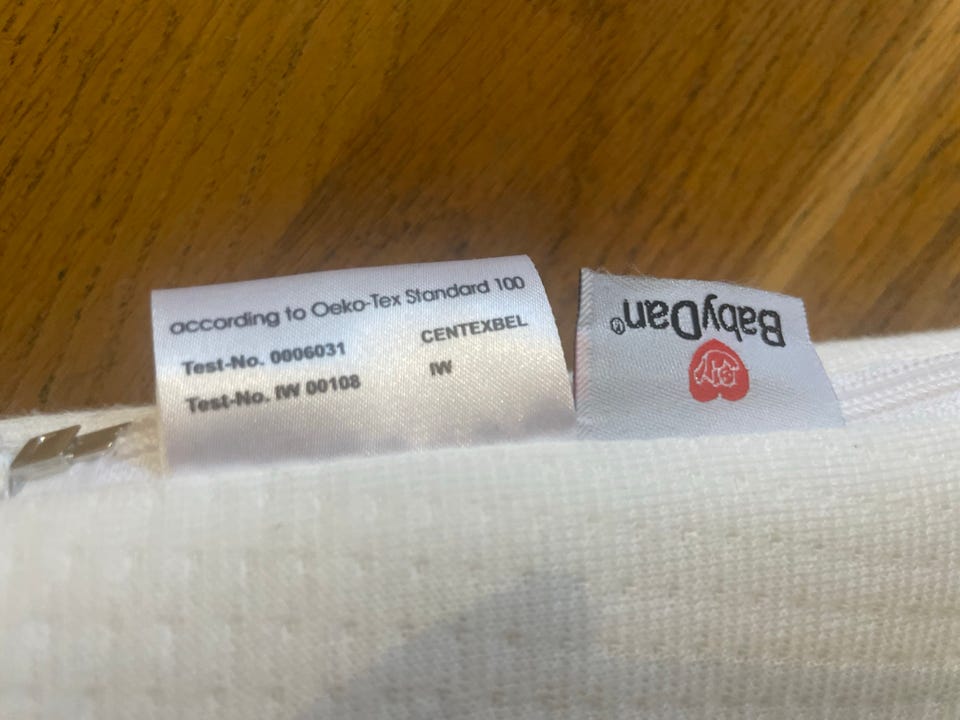 according to Oeko-Tex Standard 100
Test-No. 0006031 CENTEXBEL
Test-No. IW 00108 IW
BabyDan®